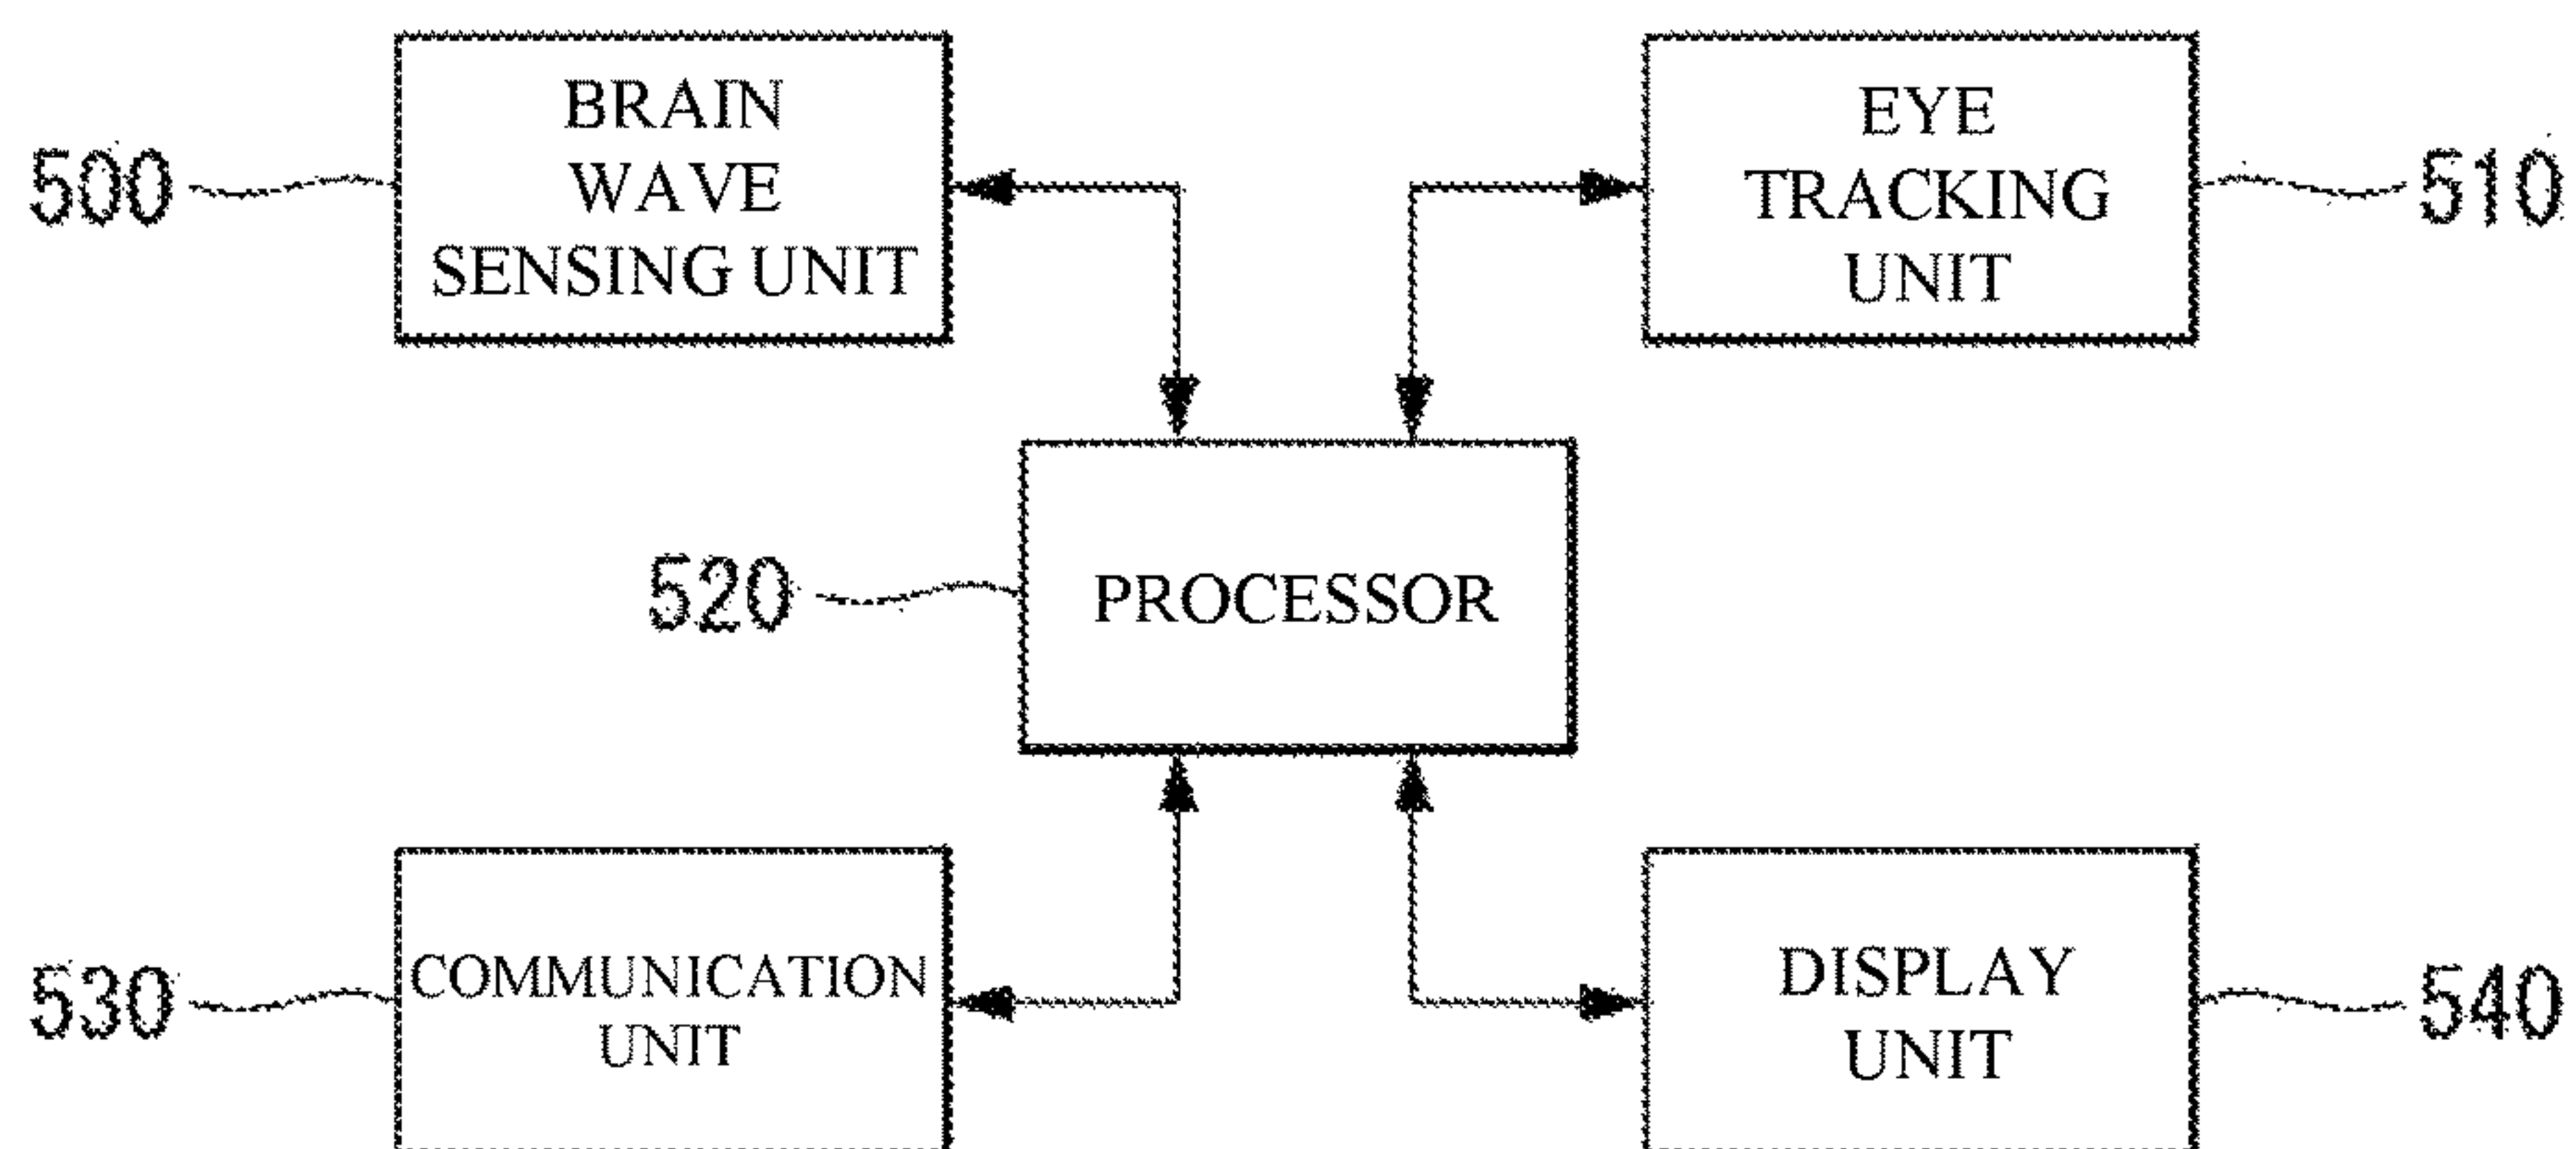 500
BRAIN
WAVE
SENSING UNIT
EYE
TRACKING
UNIT
510
520
PROCESSOR
530
COMMUNICATION
UNIT
DISPLAY
UNIT
540